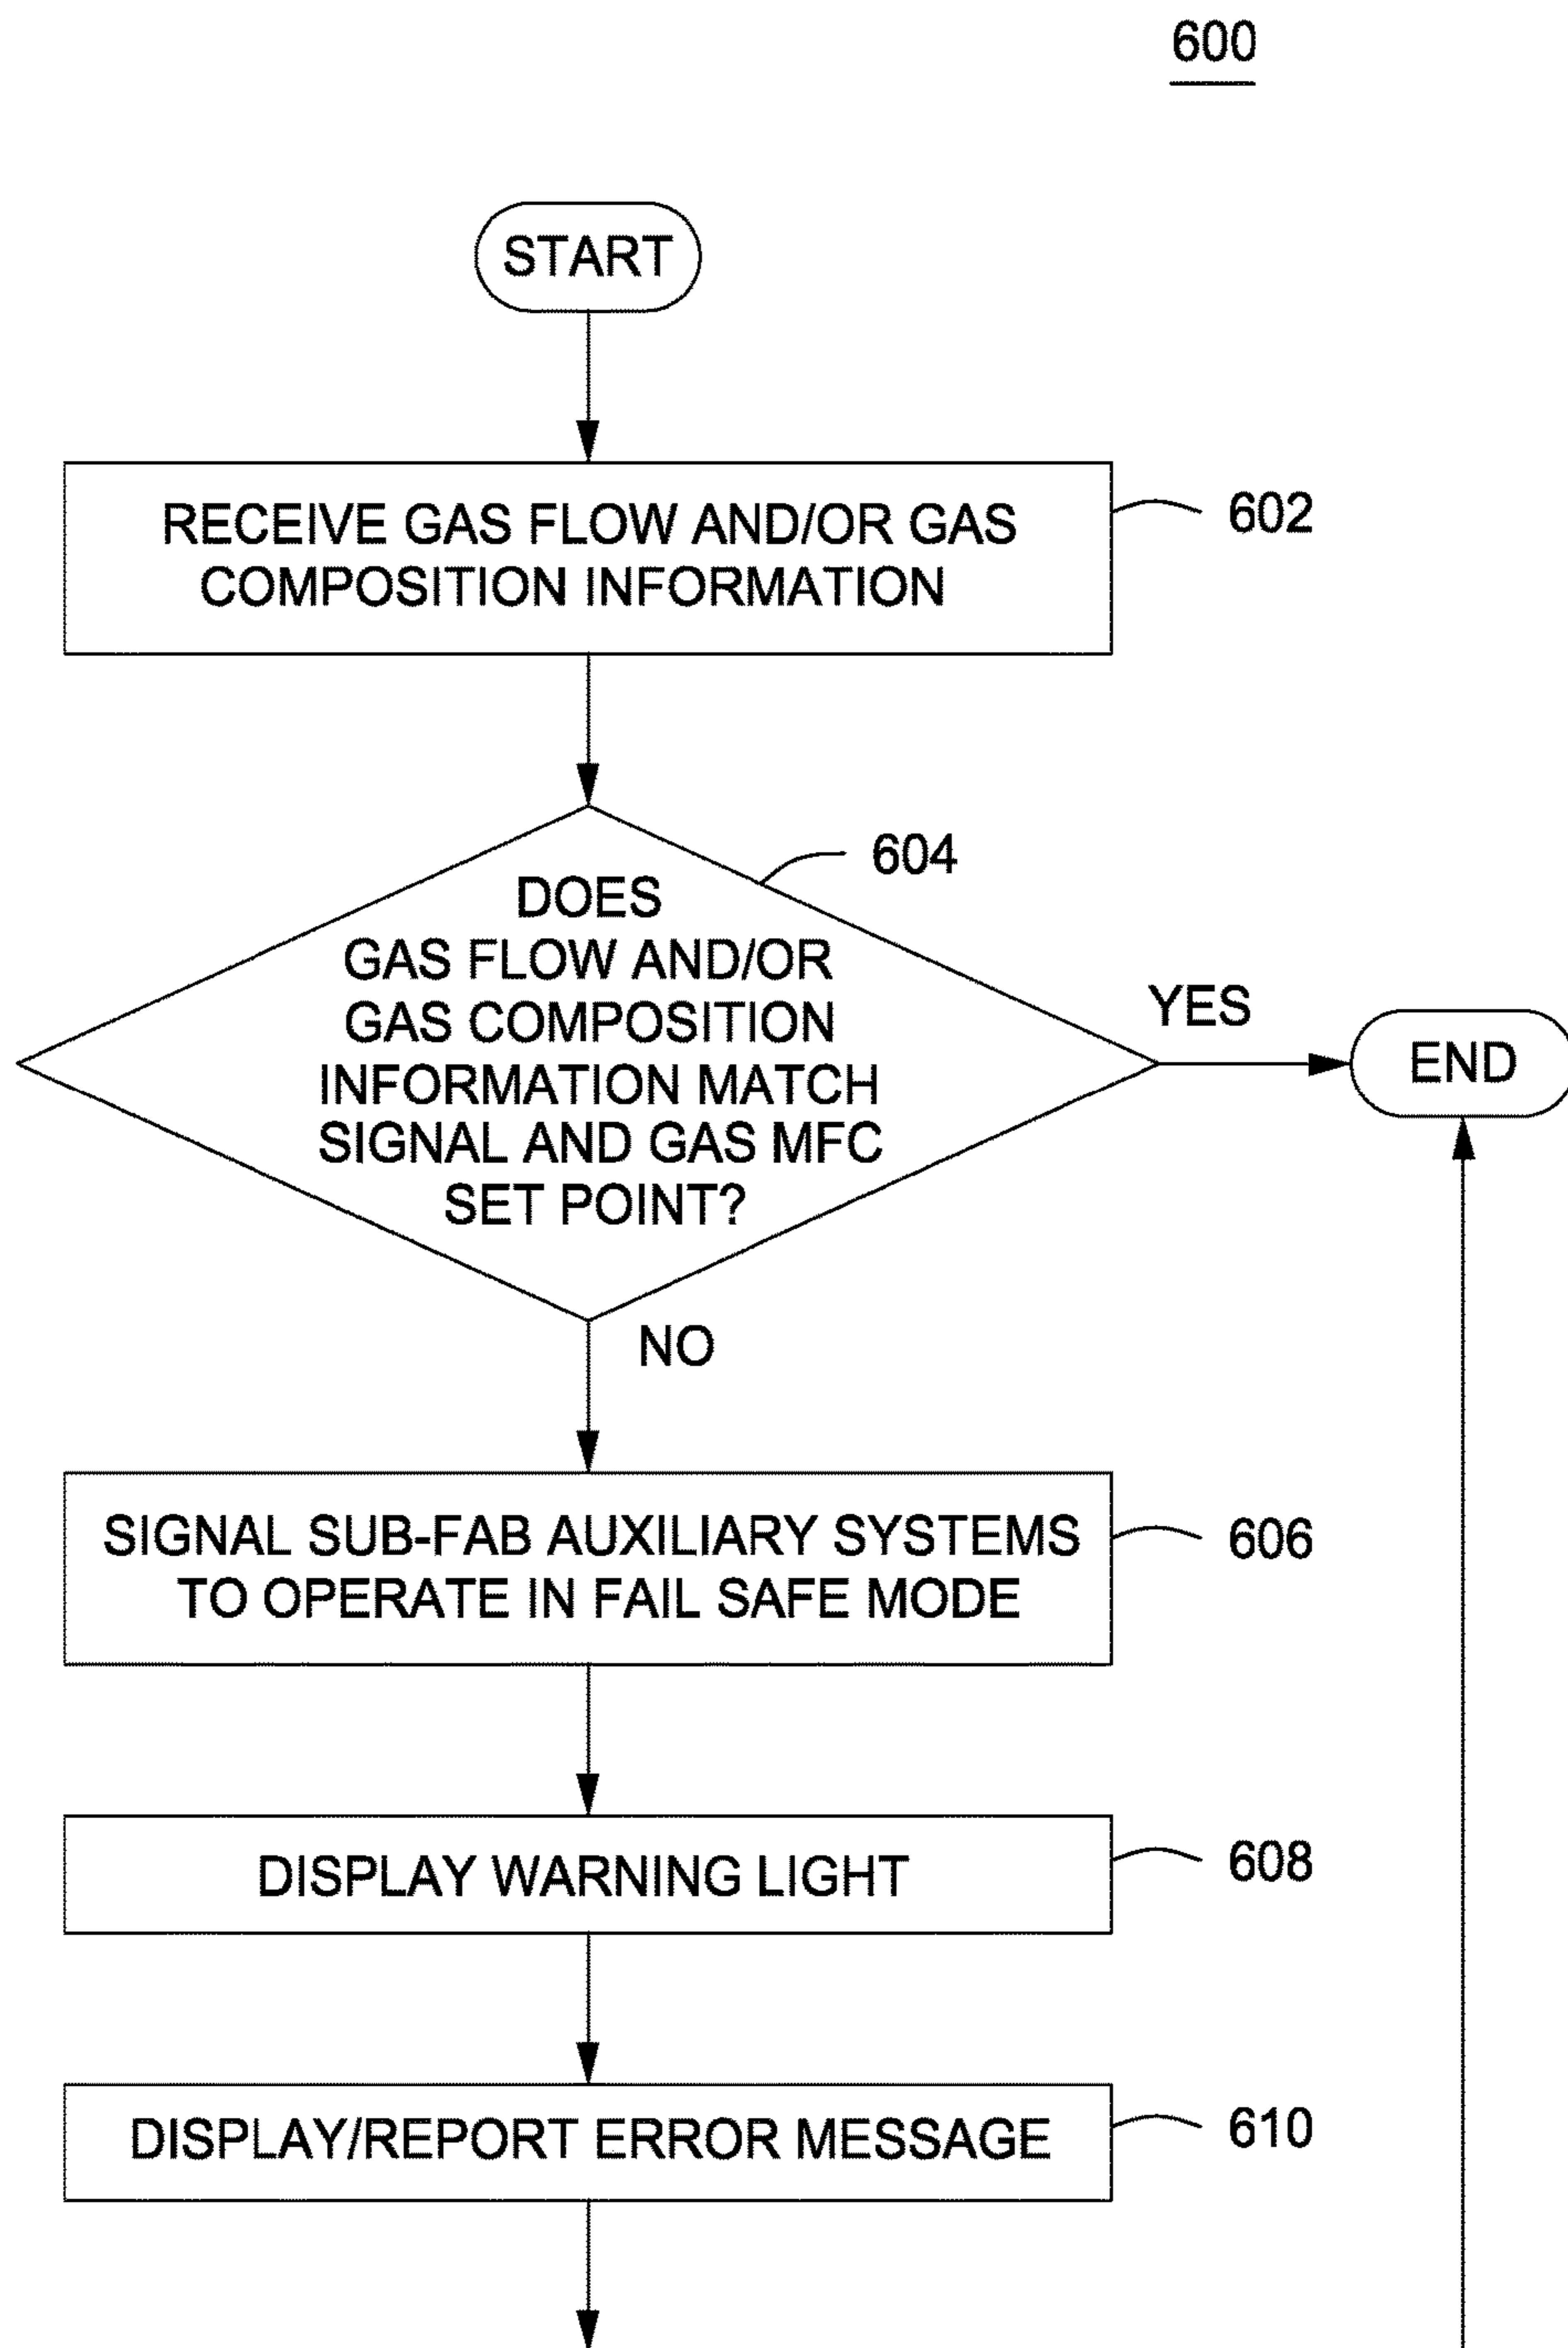 600
START
RECEIVE GAS FLOW AND/OR GAS
COMPOSITION INFORMATION
602
604
DOES
GAS FLOW AND/OR
GAS COMPOSITION
INFORMATION MATCH
SIGNAL AND GAS MFC
SET POINT?
YES
END
NO
SIGNAL SUB-FAB AUXILIARY SYSTEMS
TO OPERATE IN FAIL SAFE MODE
606
DISPLAY WARNING LIGHT
608
DISPLAY/REPORT ERROR MESSAGE
610